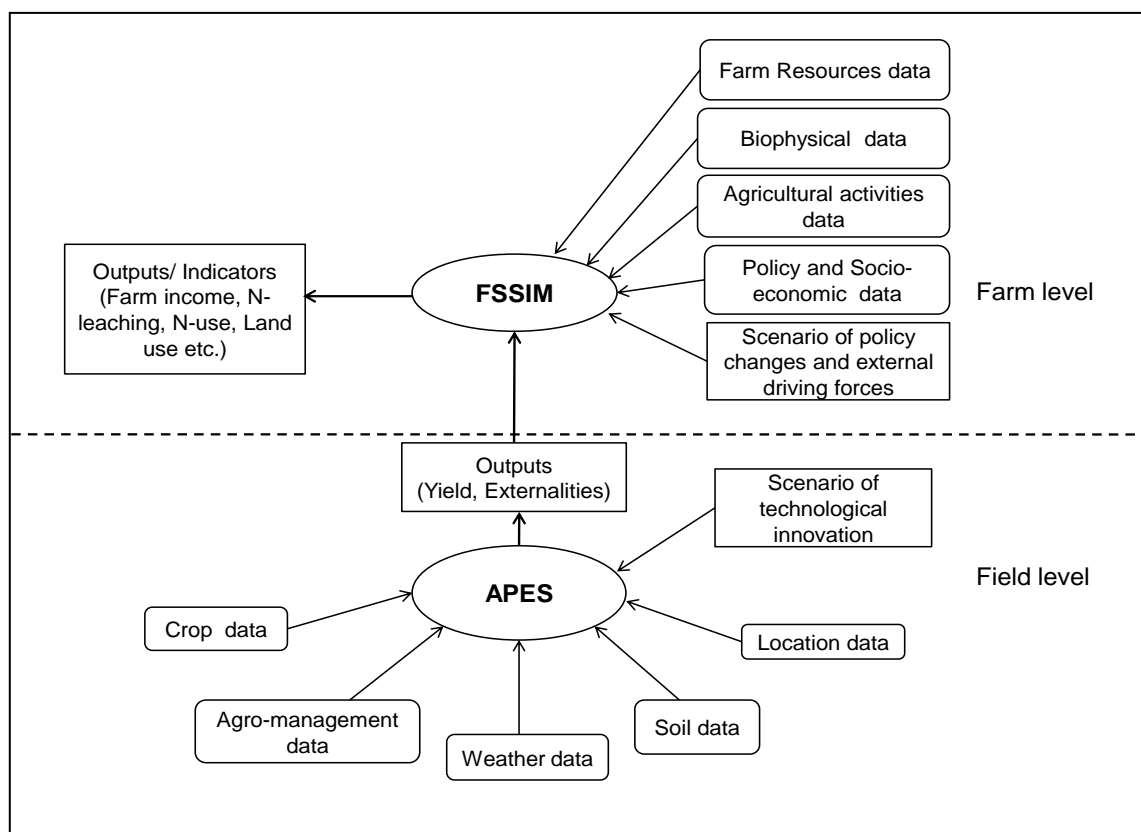 Farm Resources data
Biophysical data
Agricultural activities
data
Policy and Socio-
economic data
Scenario of policy
changes and external
driving forces
Farm level
FSSIM
Outputs/ Indicators
(Farm income, N-
leaching, N-use, Land
use etc.)
Outputs
(Yield, Externalities)
Scenario of
technological
innovation
Field level
APES
Crop data
Location data
Agro-management
data
Soil data
Weather data